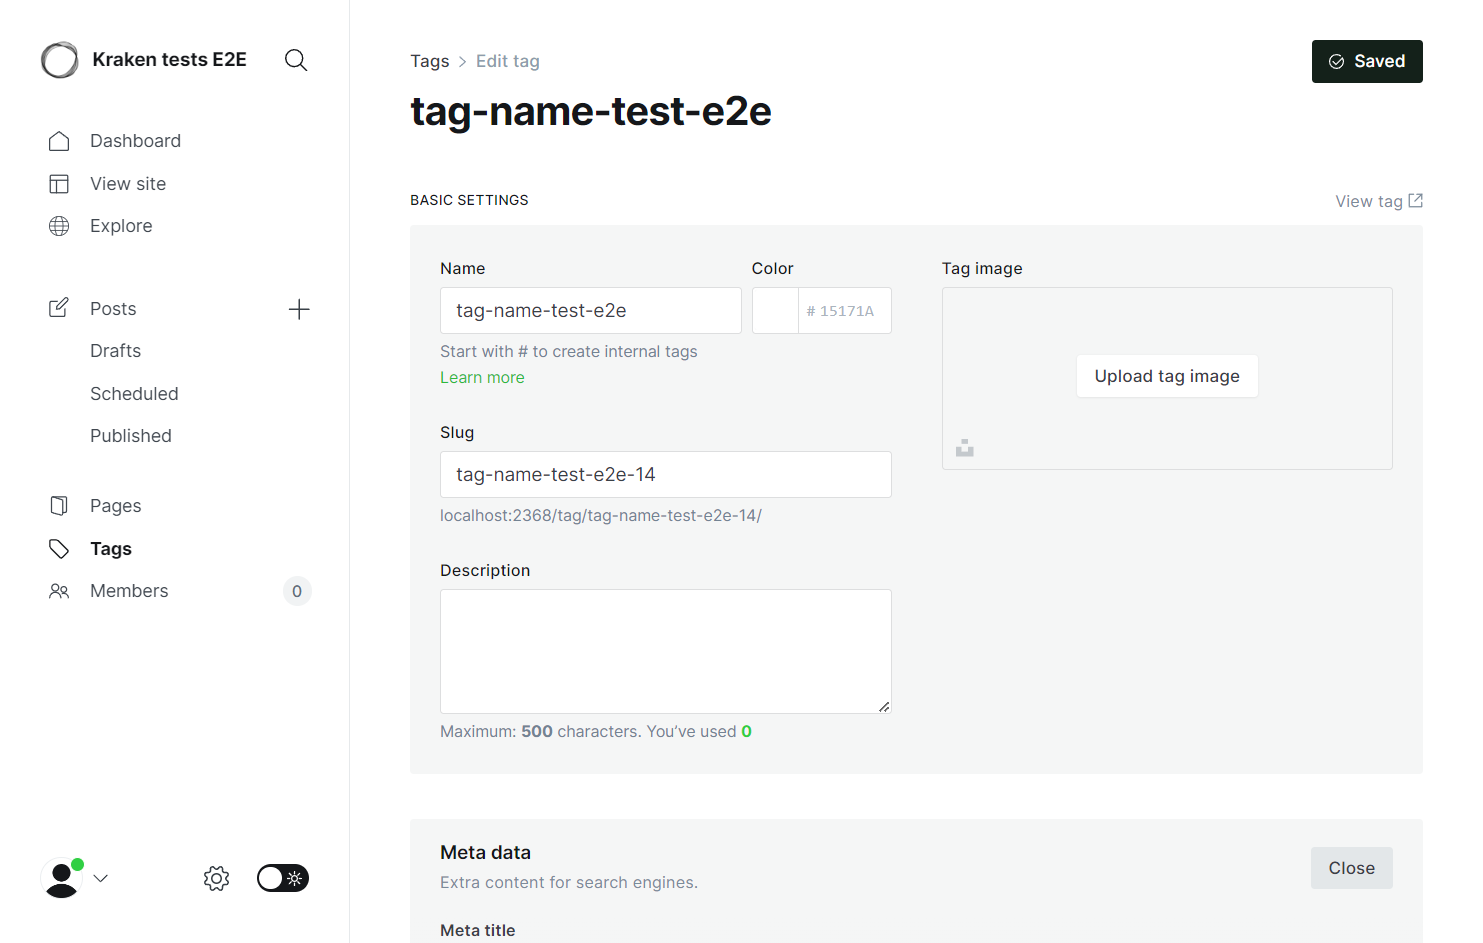 Kraken tests E2E
Dashboard
View site
Explore
Posts
Drafts
Scheduled
Published
Pages
Tags
Members 0
Tags > Edit tag
Saved
tag-name-test-e2e
BASIC SETTINGS
View tag
Name
tag-name-test-e2e
Start with # to create internal tags
Learn more
Color
# 15171A
Slug
tag-name-test-e2e-14
localhost:2368/tag/tag-name-test-e2e-14/
Description
Maximum: 500 characters. You’ve used 0
Tag image
Upload tag image
Meta data
Extra content for search engines.
Close
Meta title